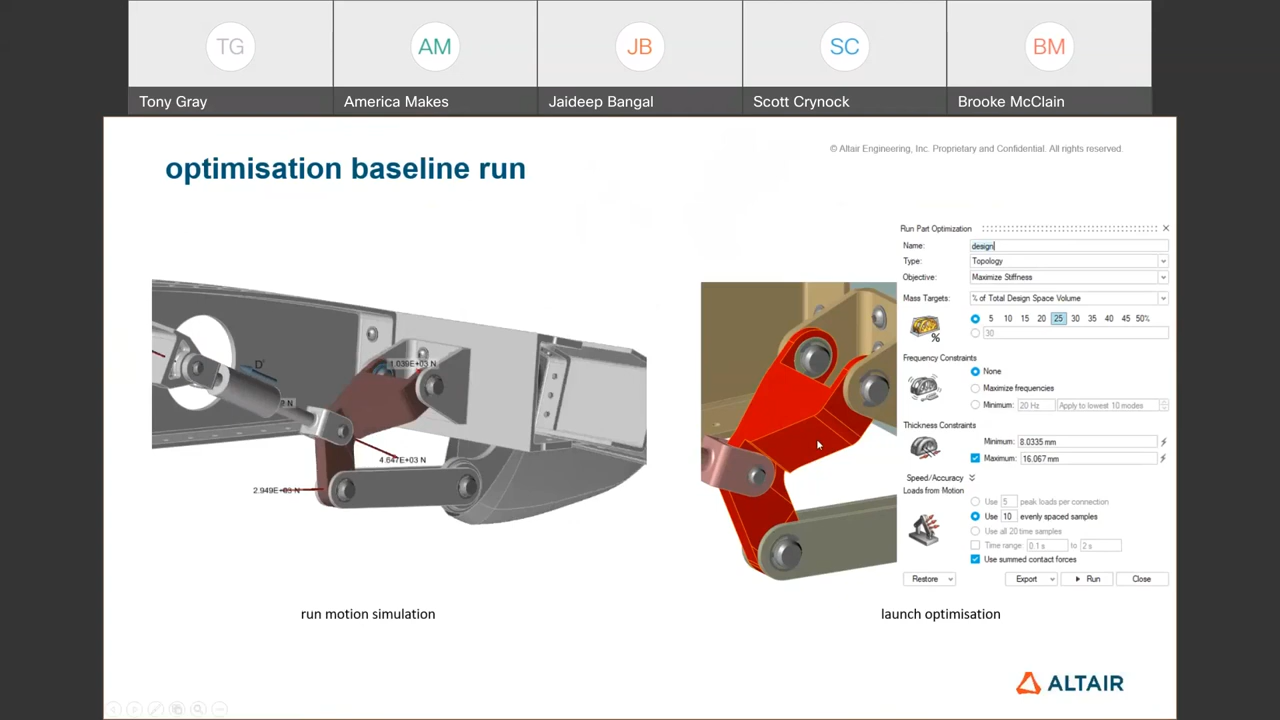 TG
AM
JB
SC
BM
Tony Gray
America Makes
Jaideep Bangal
Scott Crynock
Brooke McClain
© Altair Engineering, Inc. Proprietary and Confidential. All rights reserved.
optimisation baseline run
D
1.039E+03 N
N
4.647E+03 N
2.949E+03 N
run motion simulation
Run Part Optimization
Name: design
Type: Topology
Objective: Maximize Stiffness
Mass Targets: % of Total Design Space Volume
5 10 15 20 25 30 35 40 45 50%
30
%
Frequency Constraints
None
Maximize frequencies
Minimum: 20 Hz Apply to lowest 10 modes
Thickness Constraints
Minimum: 8.0335 mm
Maximum: 16.067 mm
Speed/Accuracy
Loads from Motion
Use 5 peak loads per connection
Use 10 evenly spaced samples
Use all 20 time samples
Time range: 0.1 s to 2 s
Use summed contact forces
Restore Export Run Close
launch optimisation
ALTAIR